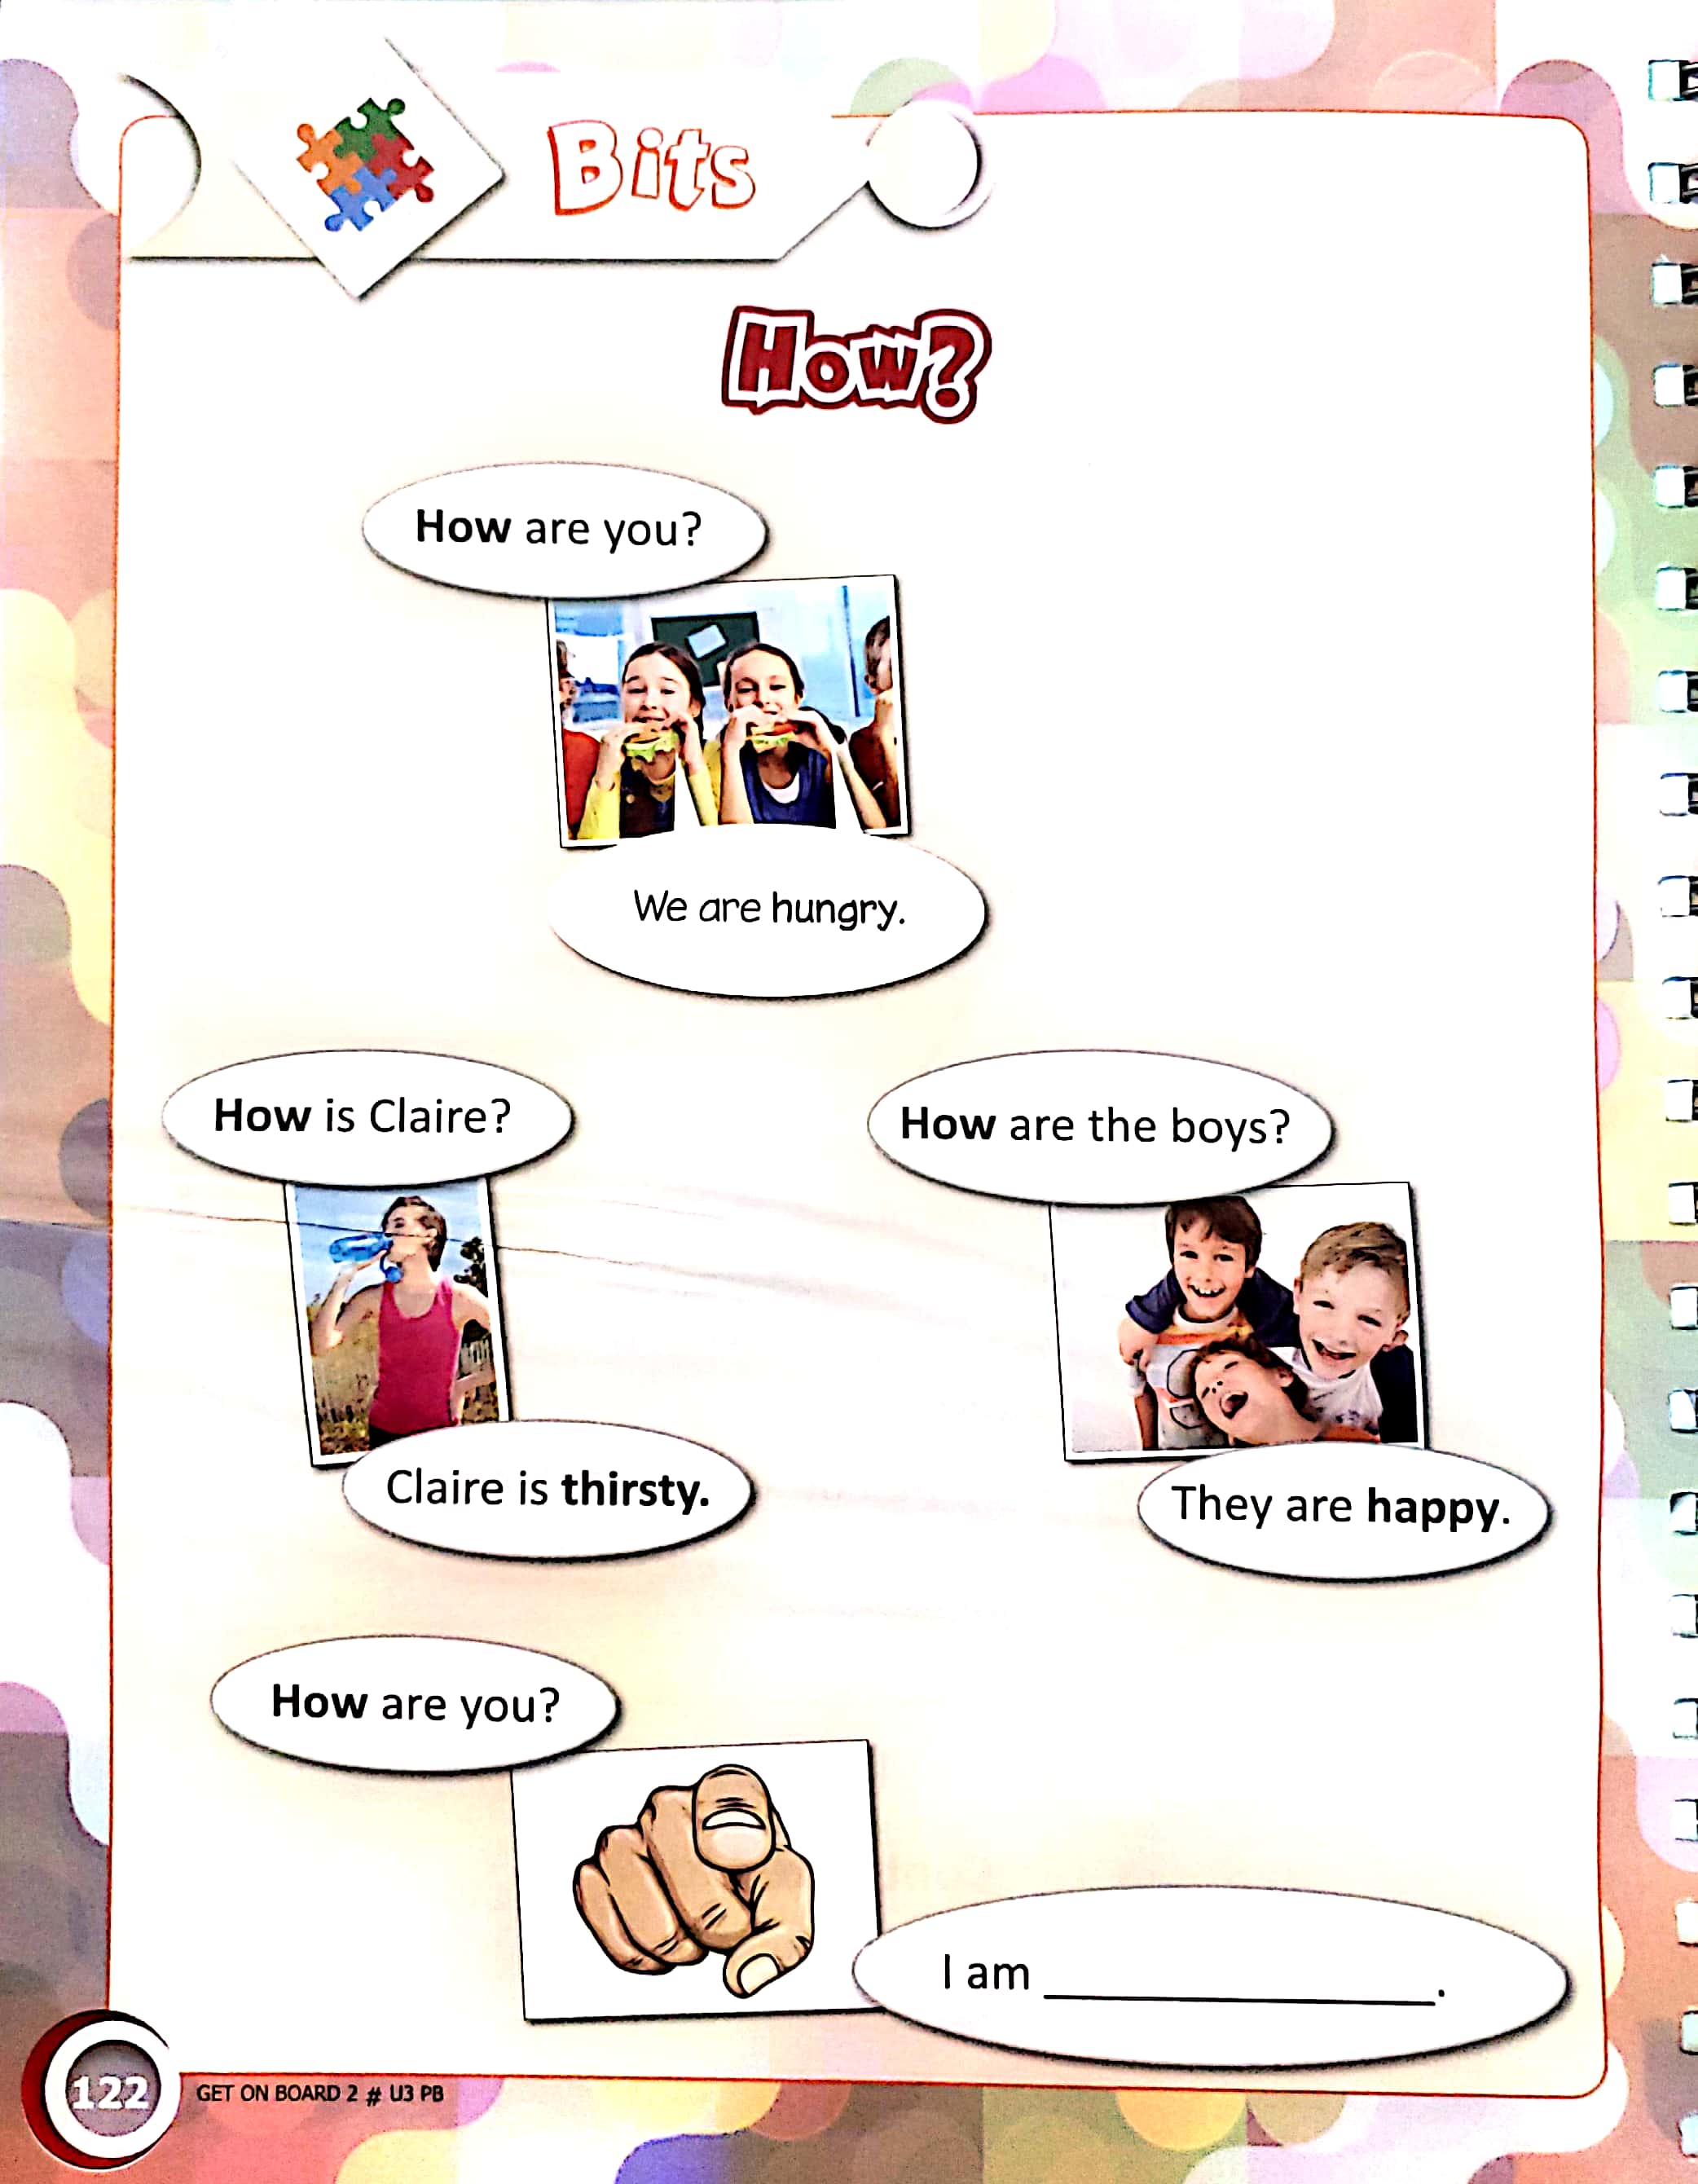 Bits
How?
How are you?
We are hungry.
How is Claire?
Claire is thirsty.
How are the boys?
They are happy.
How are you?
I am ____________________.
122
GET ON BOARD 2 # U3 PB